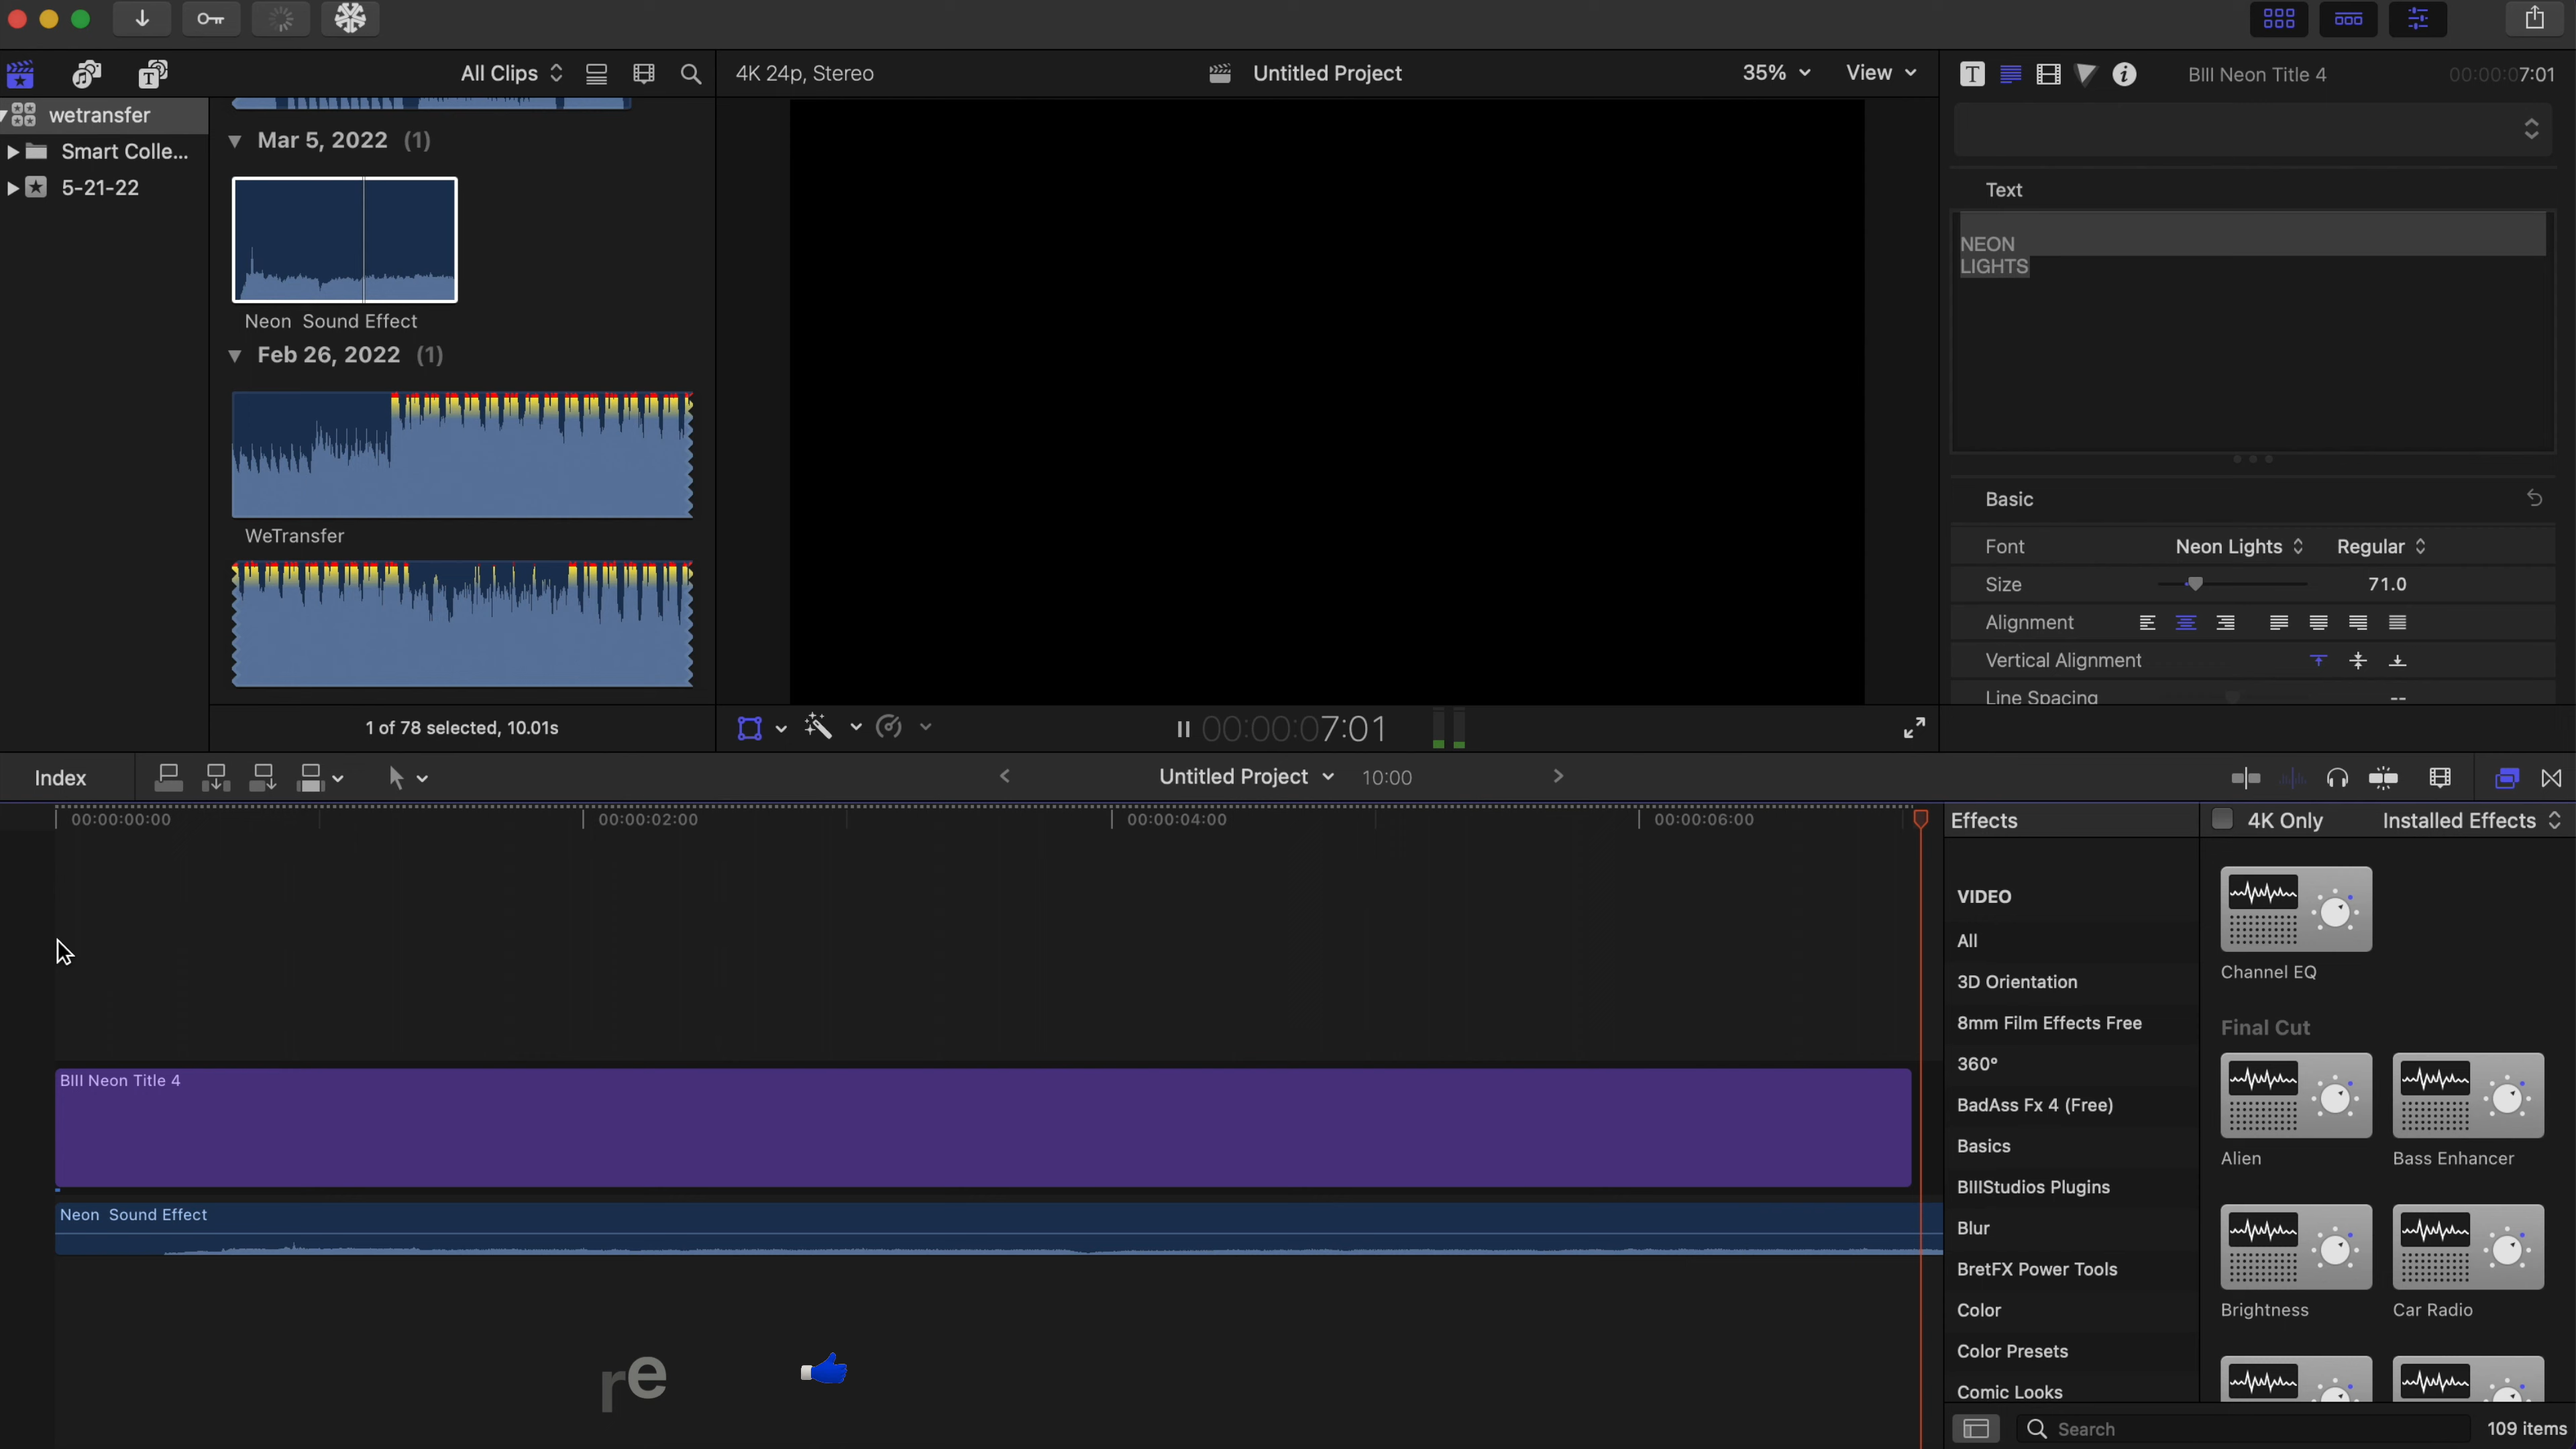 All Clips
4K 24p, Stereo
Untitled Project
35%
View
BIII Neon Title 4
00:00:07:01
wetransfer
Smart Colle...
5-21-22
Mar 5, 2022 (1)
Neon Sound Effect
Feb 26, 2022 (1)
WeTransfer
1 of 78 selected, 10.01s
00:00:07:01
Text
NEON
LIGHTS
Basic
Font Neon Lights Regular
Size 71.0
Alignment
Vertical Alignment
Line Spacing --
Index
Untitled Project 10:00
00:00:00:00
00:00:02:00
00:00:04:00
00:00:06:00
BIII Neon Title 4
Neon Sound Effect
re
Effects
4K Only
Installed Effects
VIDEO
All
3D Orientation
8mm Film Effects Free
360°
BadAss Fx 4 (Free)
Basics
BIIIStudios Plugins
Blur
BretFX Power Tools
Color
Color Presets
Comic Looks
Channel EQ
Final Cut
Alien
Bass Enhancer
Brightness
Car Radio
Search
109 items